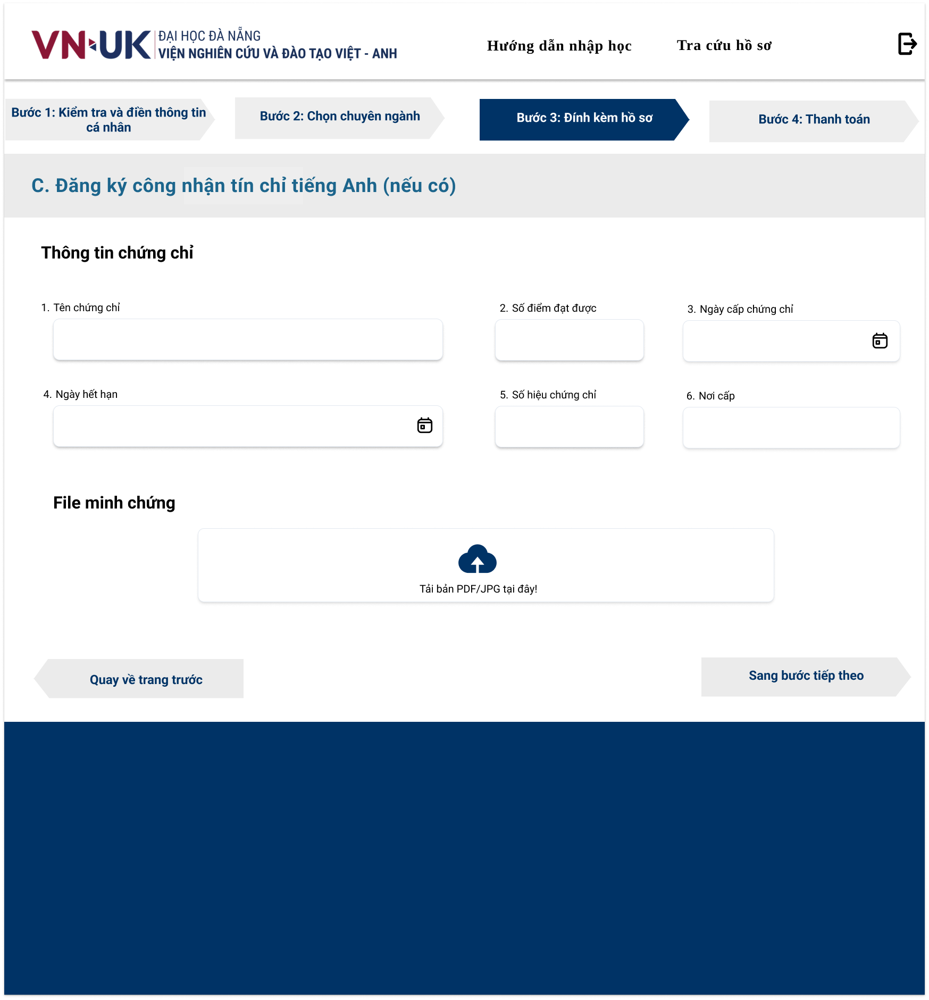 VN UK
ĐẠI HỌC ĐÀ NẴNG
VIỆN NGHIÊN CỨU VÀ ĐÀO TẠO VIỆT - ANH
Hướng dẫn nhập học
Tra cứu hồ sơ
Bước 1: Kiểm tra và điền thông tin
cá nhân
Bước 2: Chọn chuyên ngành
Bước 3: Đính kèm hồ sơ
Bước 4: Thanh toán
C. Đăng ký công nhận tín chỉ tiếng Anh (nếu có)
Thông tin chứng chỉ
1. Tên chứng chỉ
2. Số điểm đạt được
3. Ngày cấp chứng chỉ
4. Ngày hết hạn
5. Số hiệu chứng chỉ
6. Nơi cấp
File minh chứng
Tải bản PDF/JPG tại đây!
Quay về trang trước
Sang bước tiếp theo